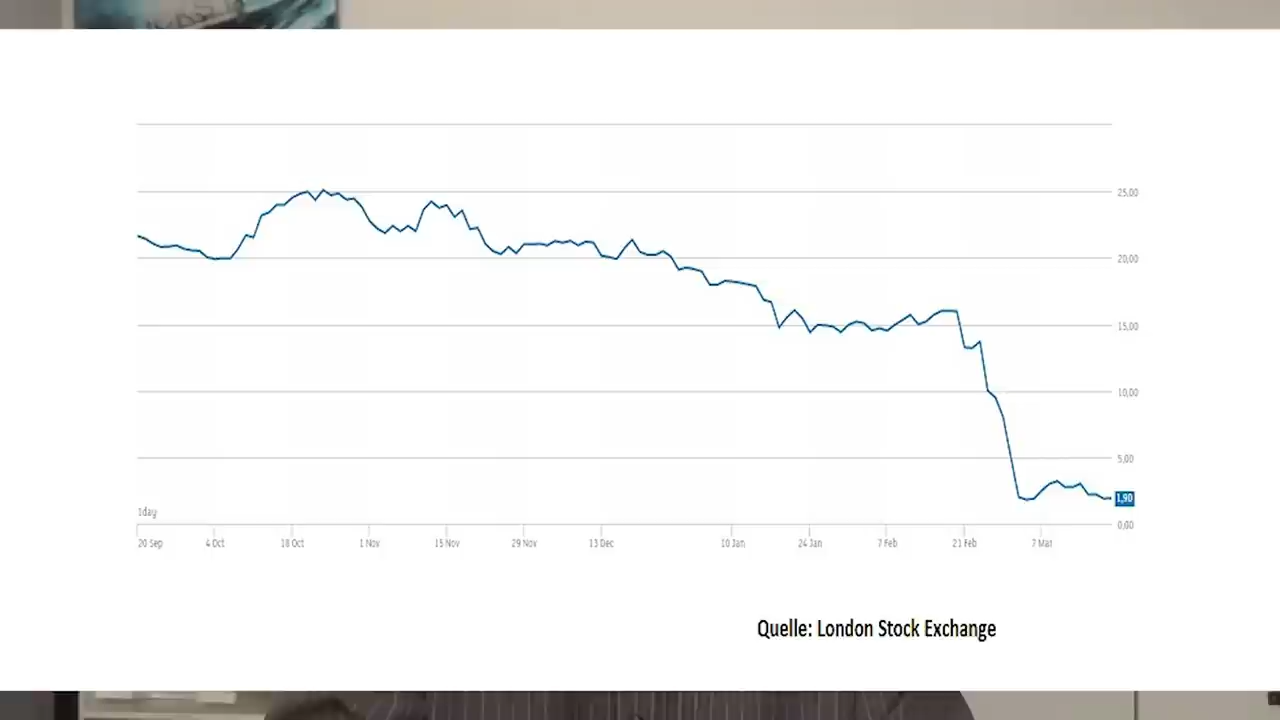 25,00
20,00
15,00
10,00
5,00
1,90
0,00
1day
20 Sep
4 Oct
18 Oct
1 Nov
15 Nov
29 Nov
13 Dec
10 Jan
24 Jan
7 Feb
21 Feb
7 Mar
Quelle: London Stock Exchange